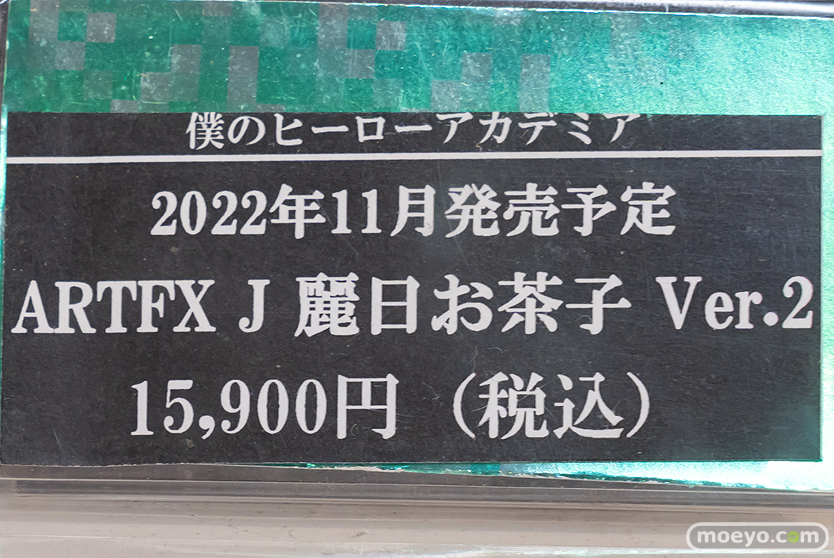 僕のヒーローアカデミア
2022年11月発売予定
ARTFX J 麗日お茶子 Ver.2
15,900円（税込）
moeyo.com